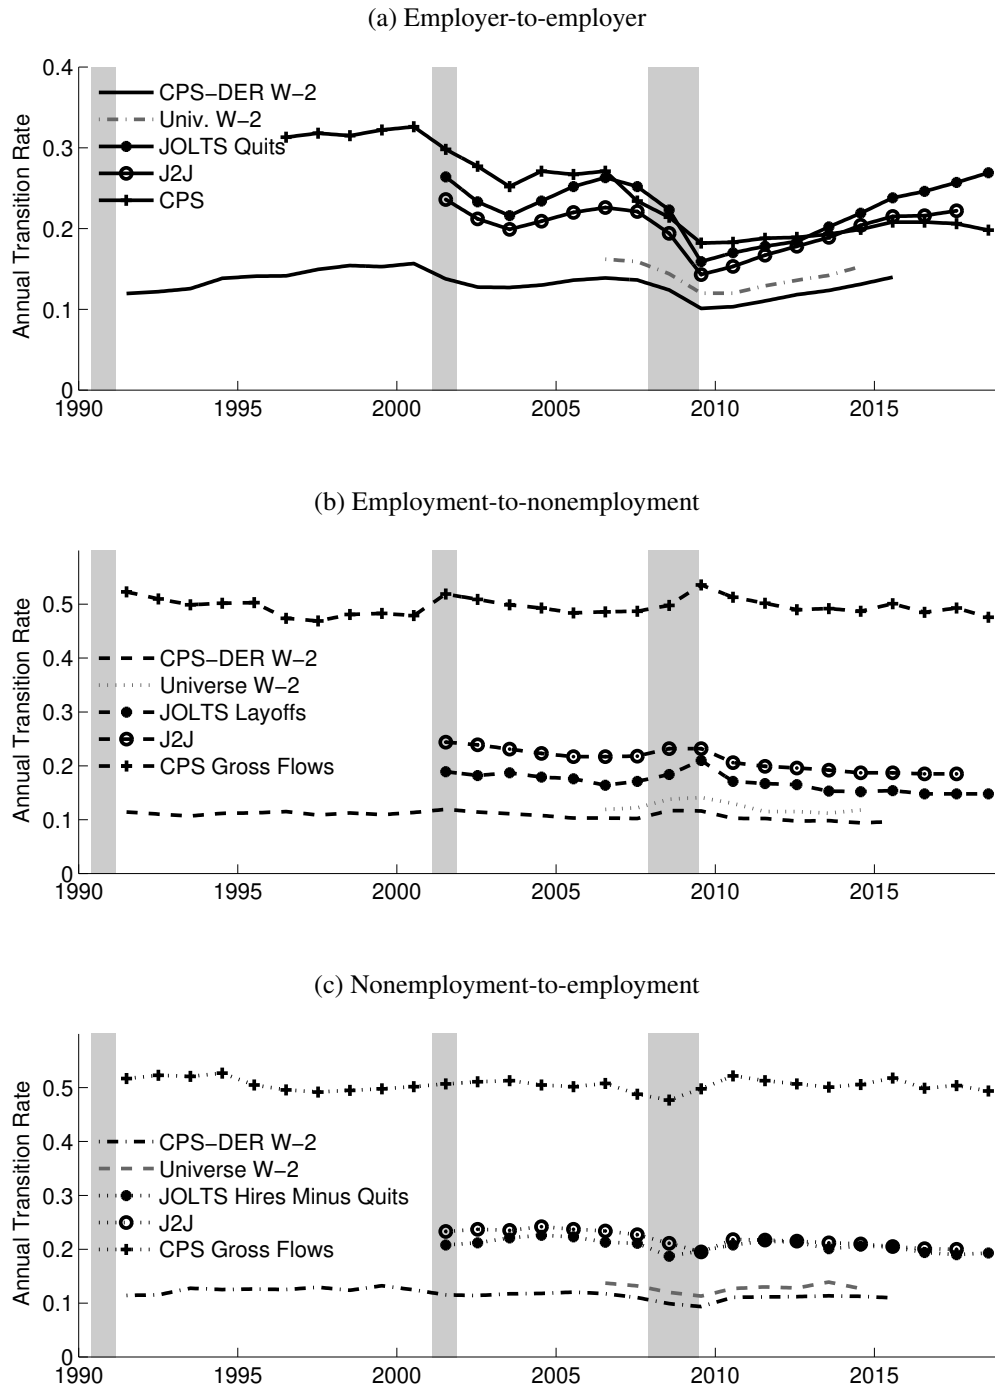 (a) Employer-to-employer
Annual Transition Rate
0.4
0.3
0.2
0.1
0
CPS−DER W−2
Univ. W−2
JOLTS Quits
J2J
CPS
1990 1995 2000 2005 2010 2015
(b) Employment-to-nonemployment
Annual Transition Rate
0.5
0.4
0.3
0.2
0.1
0
CPS−DER W−2
Universe W−2
JOLTS Layoffs
J2J
CPS Gross Flows
1990 1995 2000 2005 2010 2015
(c) Nonemployment-to-employment
Annual Transition Rate
0.5
0.4
0.3
0.2
0.1
0
CPS−DER W−2
Universe W−2
JOLTS Hires Minus Quits
J2J
CPS Gross Flows
1990 1995 2000 2005 2010 2015